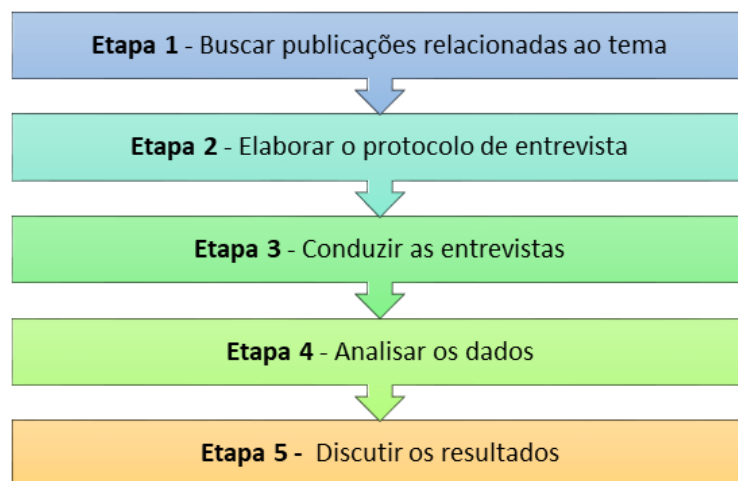 Etapa 1 - Buscar publicações relacionadas ao tema
Etapa 2 - Elaborar o protocolo de entrevista
Etapa 3 - Conduzir as entrevistas
Etapa 4 - Analisar os dados
Etapa 5 - Discutir os resultados